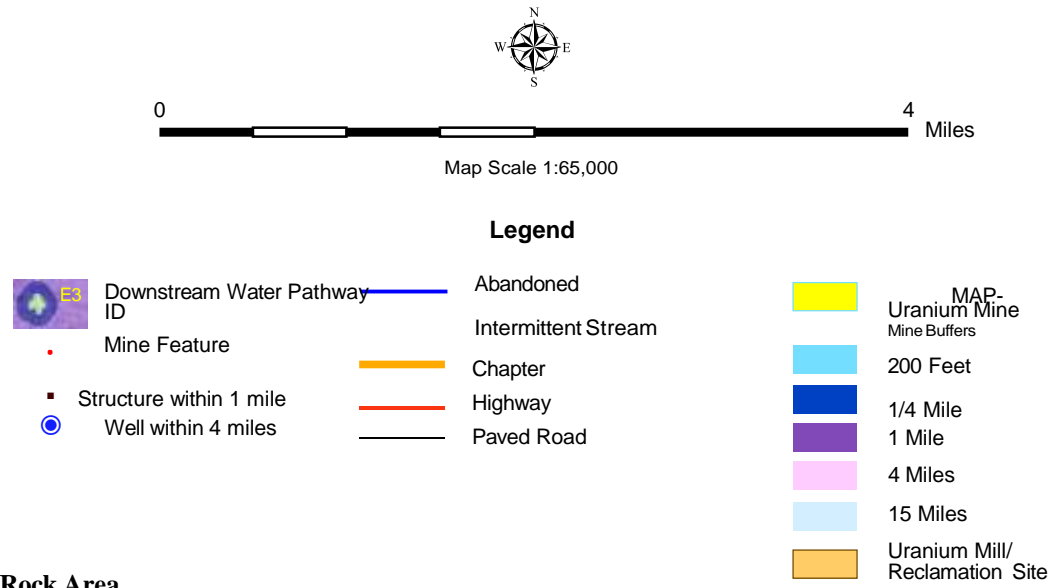 N
W E
S
0 4
Miles
Map Scale 1:65,000
Legend
E3
Downstream Water Pathway
ID
Mine Feature
Structure within 1 mile
Well within 4 miles
Abandoned
Intermittent Stream
Chapter
Highway
Paved Road
MAP-
Uranium Mine
Mine Buffers
200 Feet
1/4 Mile
1 Mile
4 Miles
15 Miles
Uranium Mill/
Reclamation Site
Rock Area